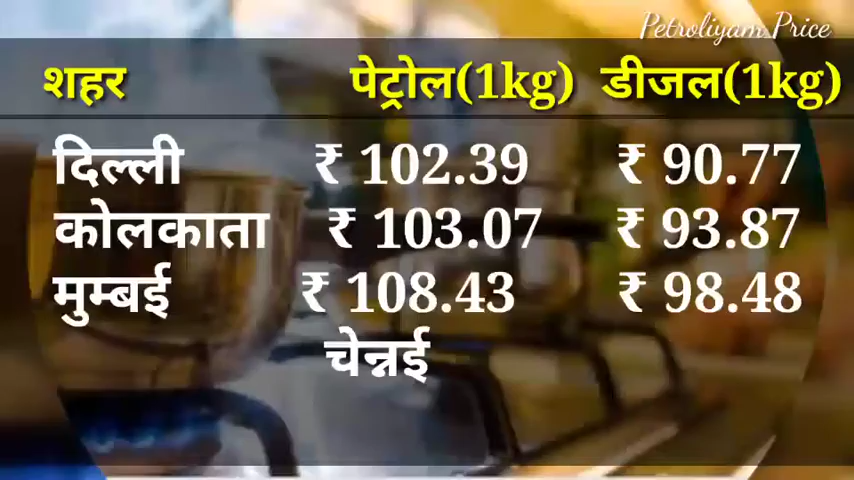 Petroliyam Price
शहर पेट्रोल(1kg) डीजल(1kg)
दिल्ली ₹ 102.39 ₹ 90.77
कोलकाता ₹ 103.07 ₹ 93.87
मुम्बई ₹ 108.43 ₹ 98.48
चेन्नई